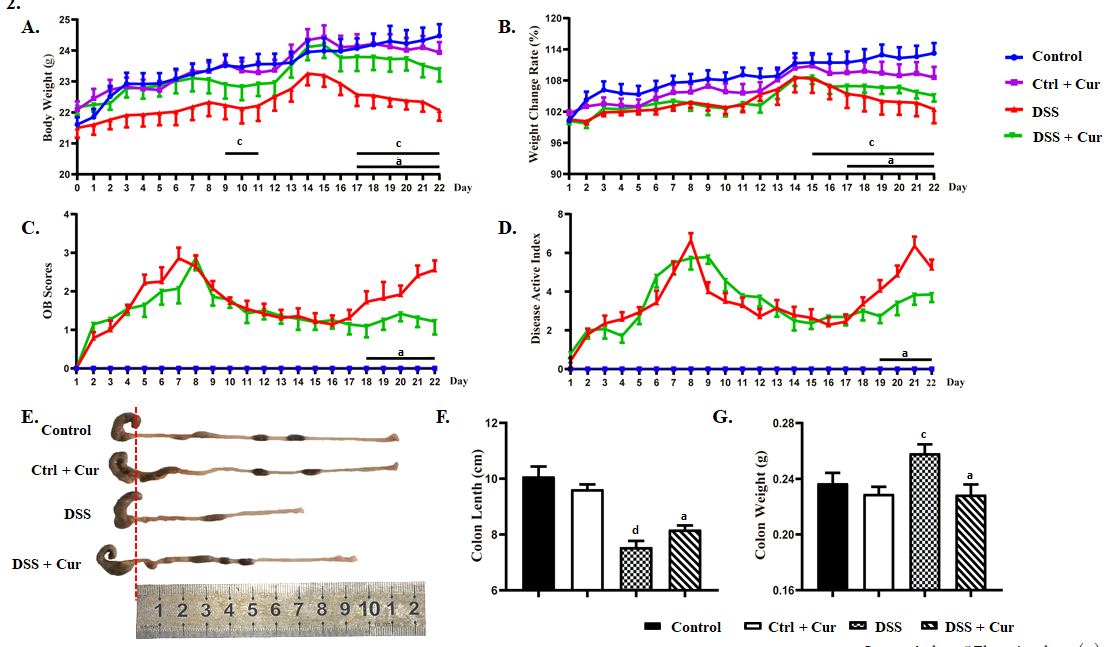 2.
A.
Body Weight (g)
25
24
23
22
21
20
c
c
a
0 1 2 3 4 5 6 7 8 9 10 11 12 13 14 15 16 17 18 19 20 21 22 Day
B.
Weight Change Rate (%)
120
114
108
102
96
90
c
a
1 2 3 4 5 6 7 8 9 10 11 12 13 14 15 16 17 18 19 20 21 22 Day
Control
Ctrl + Cur
DSS
DSS + Cur
C.
OB Scores
4
3
2
1
0
a
1 2 3 4 5 6 7 8 9 10 11 12 13 14 15 16 17 18 19 20 21 22 Day
D.
Disease Active Index
8
6
4
2
0
a
1 2 3 4 5 6 7 8 9 10 11 12 13 14 15 16 17 18 19 20 21 22 Day
E.
Control
Ctrl + Cur
DSS
DSS + Cur
1 2 3 4 5 6 7 8 9 10 1 2
F.
Colon Length (cm)
12
10
8
6
d
a
G.
Colon Weight (g)
0.28
0.24
0.20
0.16
c
a
Control Ctrl + Cur DSS DSS + Cur